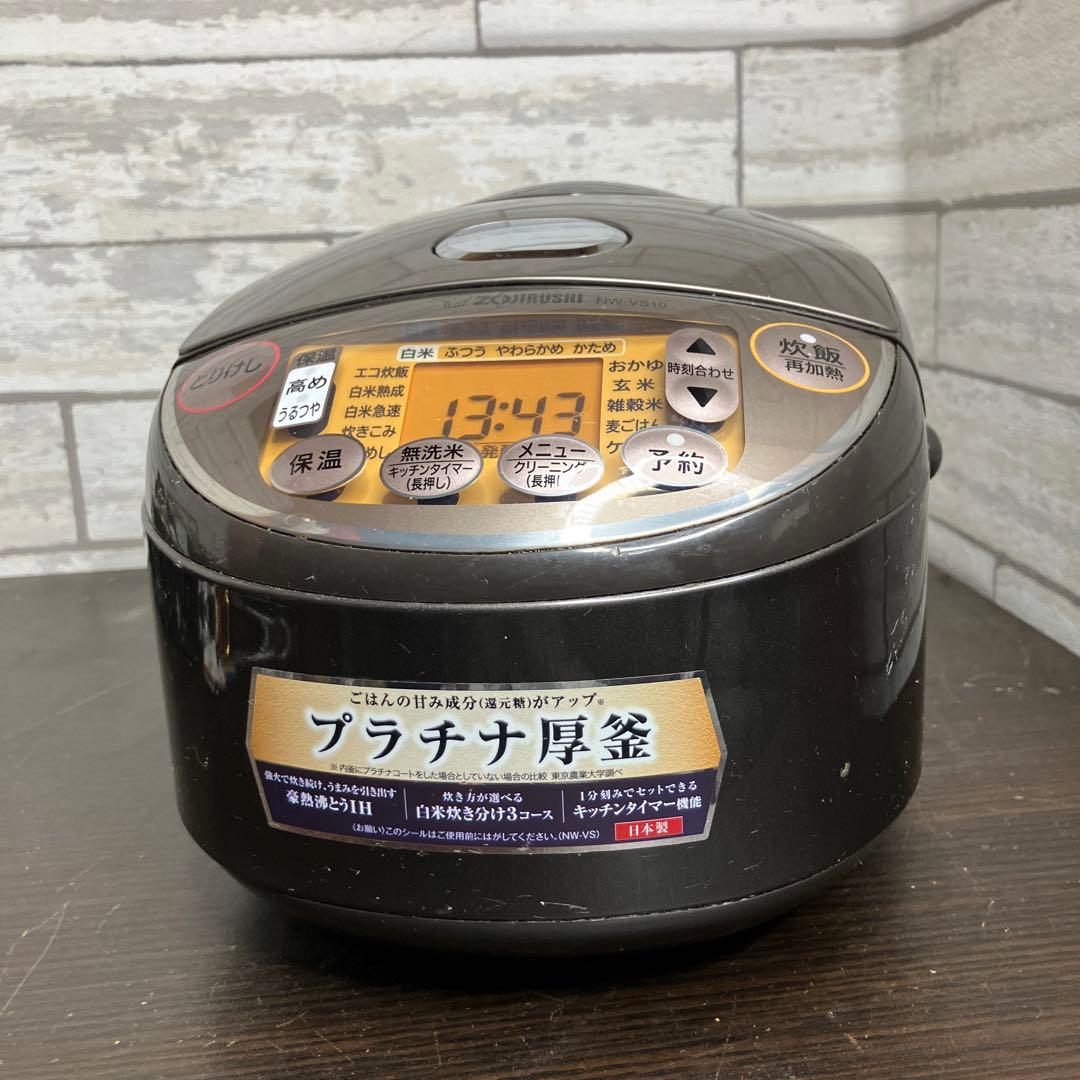 ZOJIRUSHI NW-VS10
とりけし
保温
高め
うるつや
白米 ふつう やわらかめ かため
エコ炊飯
白米熟成
白米急速
炊きこみ
めし
13:43
おかゆ
玄米
雑穀米
麦ごはん
ケ
時刻合わせ
炊飯
再加熱
保温
無洗米
キッチンタイマー
(長押し)
メニュー
クリーニング
(長押し)
予約
ごはんの甘み成分(還元糖)がアップ※
プラチナ厚釜
※内釜にプラチナコートをした場合としていない場合の比較 東京農業大学調べ
強火で炊き続け、うまみを引き出す
豪熱沸とうIH
炊き方が選べる
白米炊き分け3コース
1分刻みでセットできる
キッチンタイマー機能
(お願い)このシールはご使用前にはがしてください。(NW-VS)
日本製